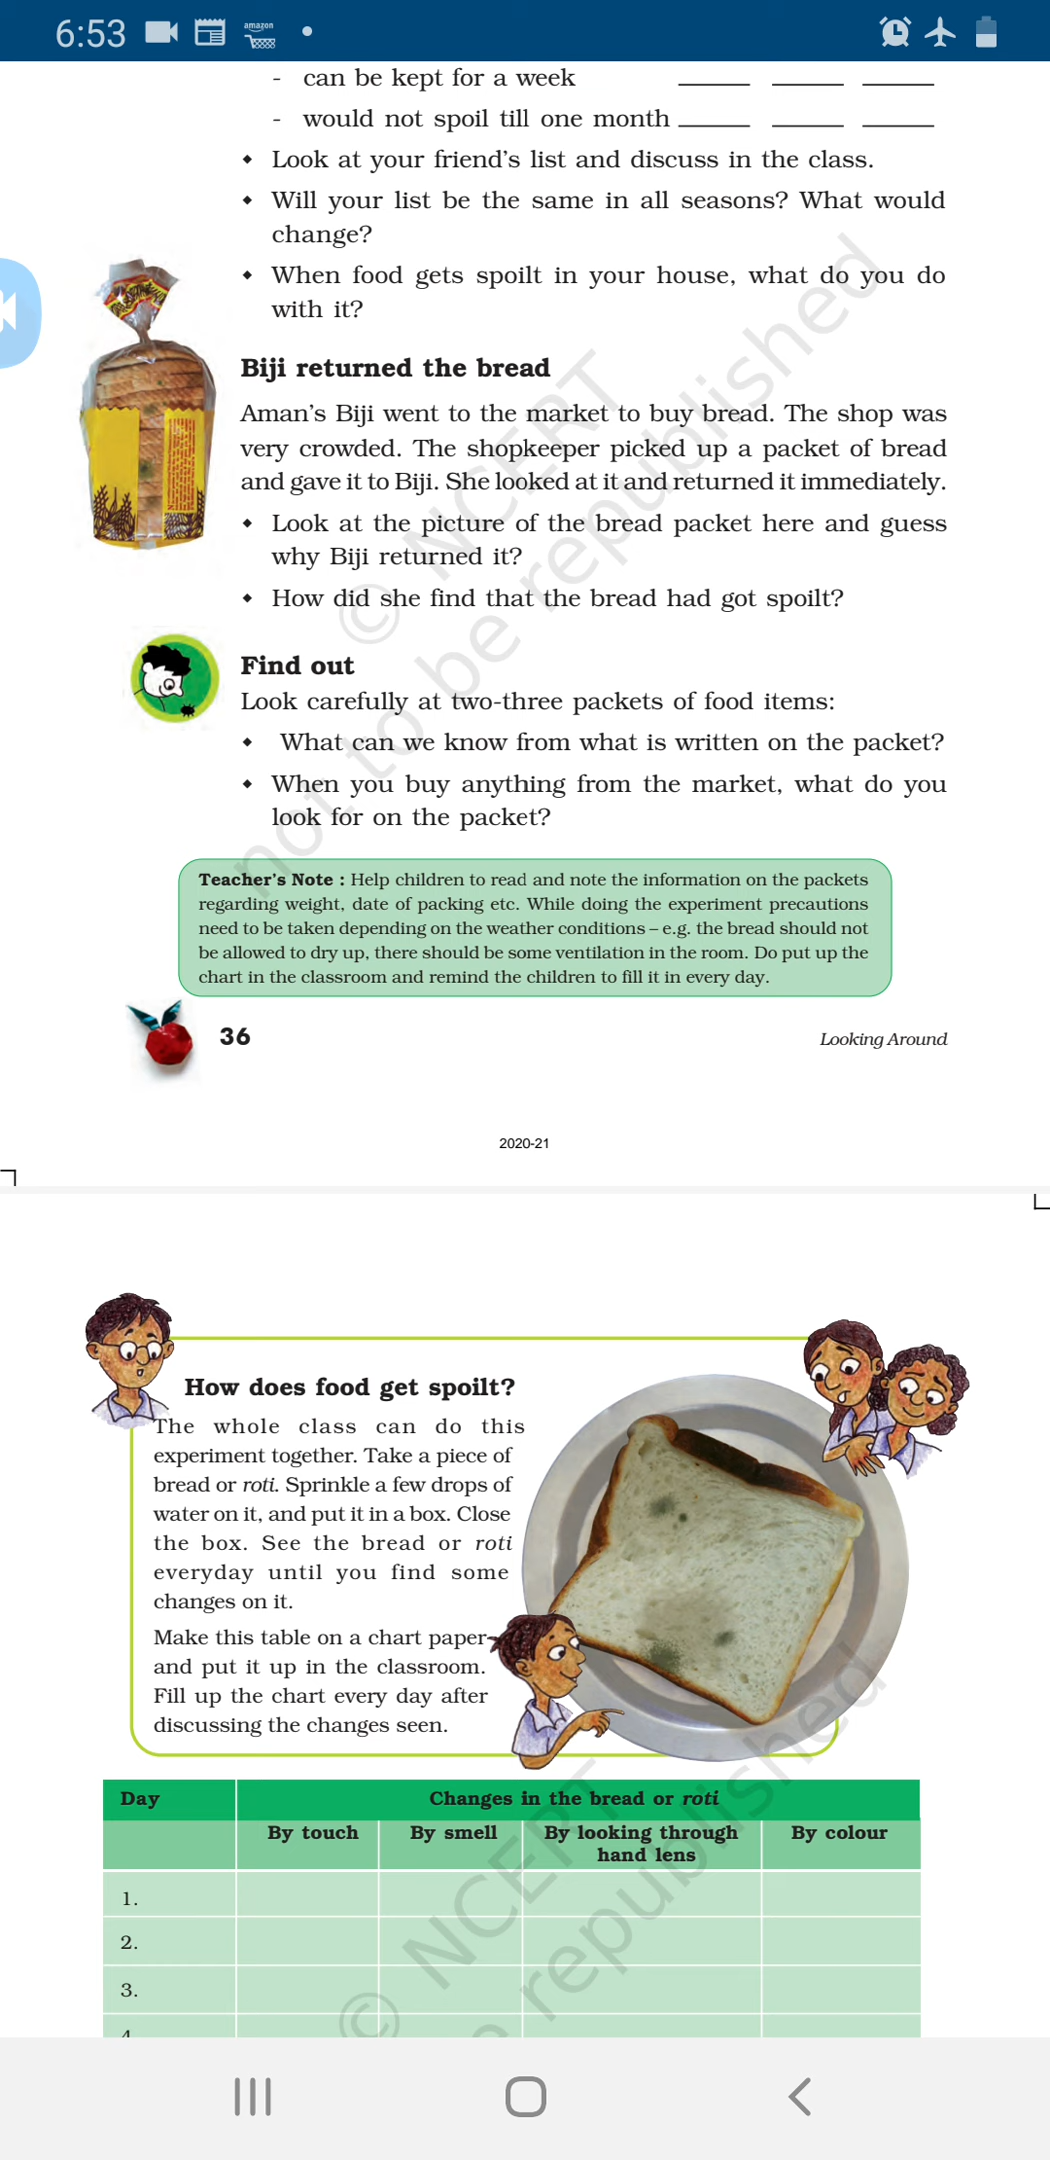 6:53
amazon
- can be kept for a week ______ ______ ______
- would not spoil till one month ______ ______ ______
◆ Look at your friend's list and discuss in the class.
◆ Will your list be the same in all seasons? What would
change?
◆ When food gets spoilt in your house, what do you do
with it?
Biji returned the bread
Aman's Biji went to the market to buy bread. The shop was
very crowded. The shopkeeper picked up a packet of bread
and gave it to Biji. She looked at it and returned it immediately.
◆ Look at the picture of the bread packet here and guess
why Biji returned it?
◆ How did she find that the bread had got spoilt?
Find out
Look carefully at two-three packets of food items:
◆ What can we know from what is written on the packet?
◆ When you buy anything from the market, what do you
look for on the packet?
Teacher's Note : Help children to read and note the information on the packets
regarding weight, date of packing etc. While doing the experiment precautions
need to be taken depending on the weather conditions – e.g. the bread should not
be allowed to dry up, there should be some ventilation in the room. Do put up the
chart in the classroom and remind the children to fill it in every day.
36
Looking Around
© NCERT
not to be republished
2020-21
How does food get spoilt?
The whole class can do this
experiment together. Take a piece of
bread or roti. Sprinkle a few drops of
water on it, and put it in a box. Close
the box. See the bread or roti
everyday until you find some
changes on it.
Make this table on a chart paper
and put it up in the classroom.
Fill up the chart every day after
discussing the changes seen.
Day Changes in the bread or roti
By touch By smell By looking through By colour
hand lens
1.
2.
3.
4
© NCERT
e republished